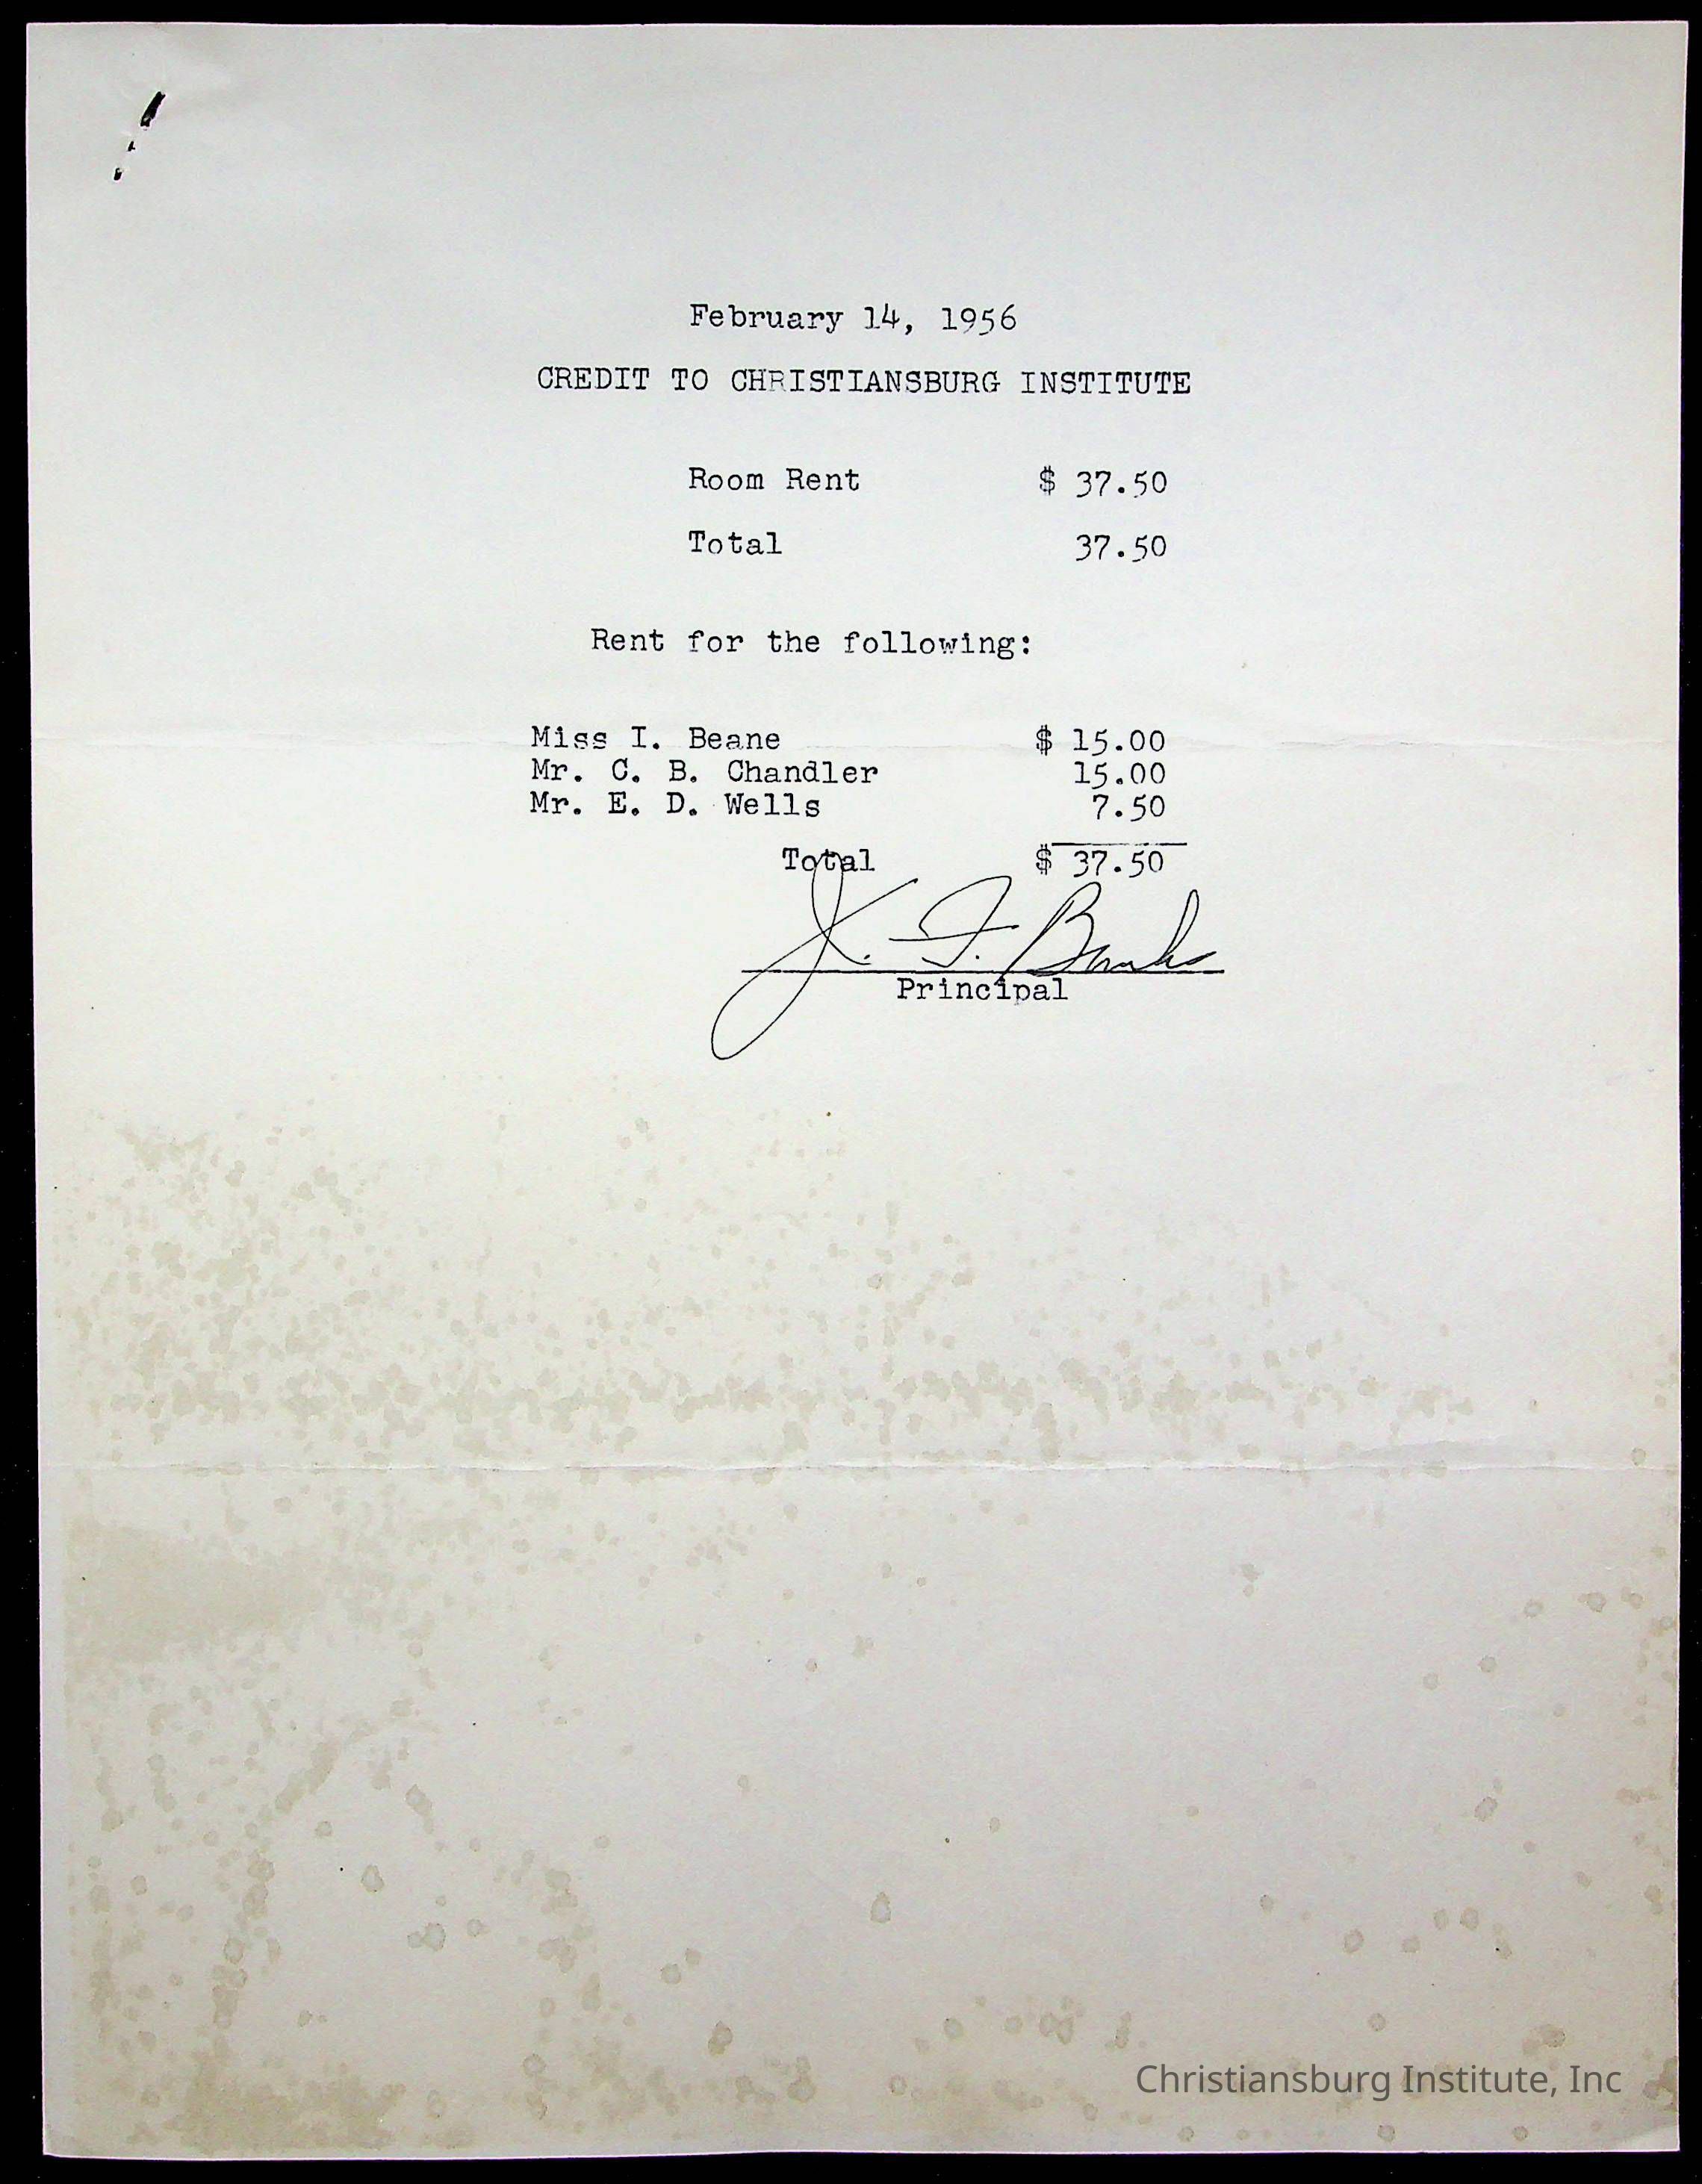 February 14, 1956
CREDIT TO CHRISTIANSBURG INSTITUTE
Room Rent $ 37.50
Total 37.50
Rent for the following:
Miss I. Beane $ 15.00
Mr. C. B. Chandler 15.00
Mr. E. D. Wells 7.50
Total $ 37.50
J. F. Banks
Principal
Christiansburg Institute, Inc